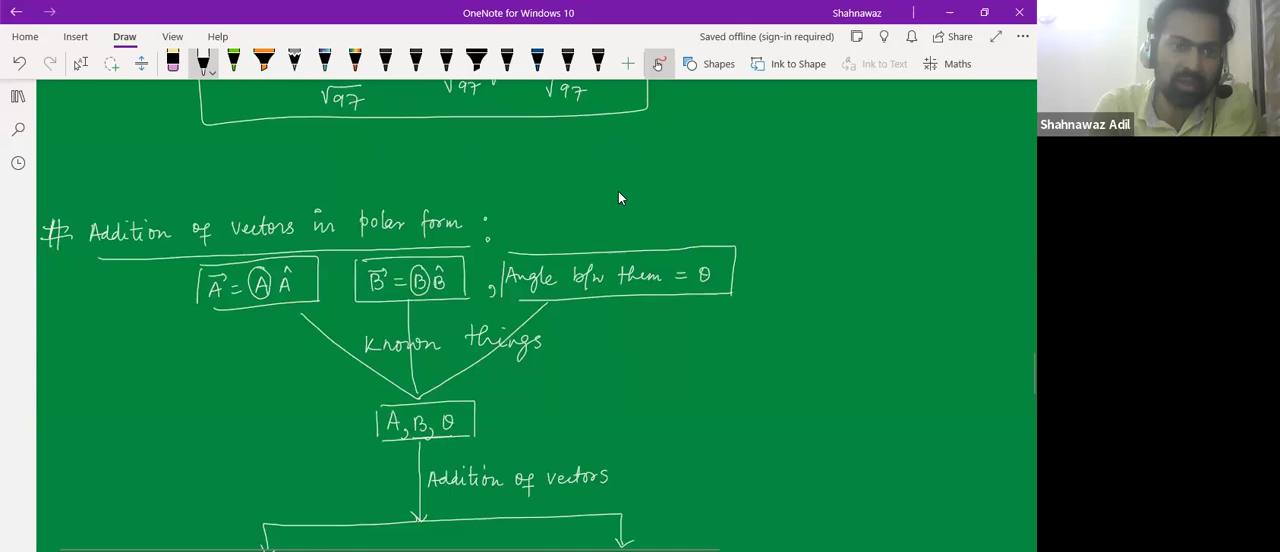 OneNote for Windows 10
Shahnawaz
Home Insert Draw View Help
Saved offline (sign-in required)
Share
Shapes Ink to Shape Ink to Text Maths
Shahnawaz Adil
√97 √97 √97
# Addition of vectors in polar form :
A⃗ = A Â B⃗ = B B̂ , Angle b/w them = θ
Known things
A, B, θ
Addition of vectors